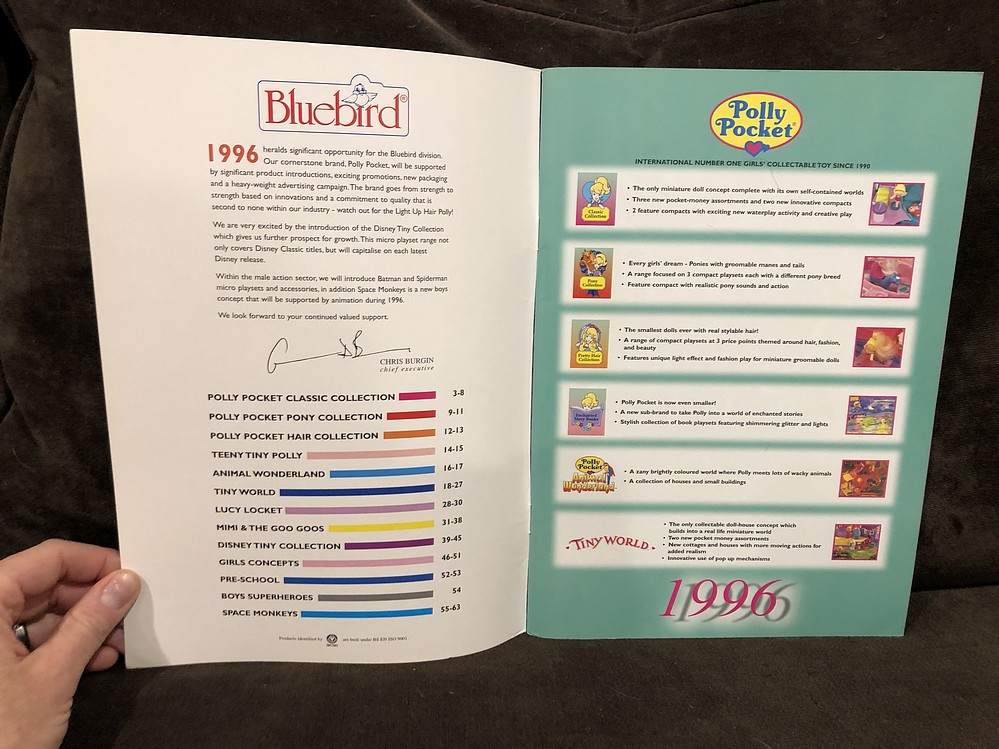 Bluebird®
1996 heralds significant opportunity for the Bluebird division.
Our cornerstone brand, Polly Pocket, will be supported
by significant product introductions, exciting promotions, new packaging
and a heavy-weight advertising campaign. The brand goes from strength to
strength based on innovations and a commitment to quality that is
second to none within our industry - watch out for the Light Up Hair Polly!
We are very excited by the introduction of the Disney Tiny Collection
which gives us further prospect for growth. This micro playset range not
only covers Disney Classic titles, but will capitalise on each latest
Disney release.
Within the male action sector, we will introduce Batman and Spiderman
micro playsets and accessories, in addition Space Monkeys is a new boys
concept that will be supported by animation during 1996.
We look forward to your continued valued support.
CHRIS BURGIN
chief executive
POLLY POCKET CLASSIC COLLECTION 3-8
POLLY POCKET PONY COLLECTION 9-11
POLLY POCKET HAIR COLLECTION 12-13
TEENY TINY POLLY 14-15
ANIMAL WONDERLAND 16-17
TINY WORLD 18-27
LUCY LOCKET 28-30
MIMI & THE GOO GOOS 31-38
DISNEY TINY COLLECTION 39-45
GIRLS CONCEPTS 46-51
PRE-SCHOOL 52-53
BOYS SUPERHEROES 54
SPACE MONKEYS 55-63
Products identified by are built under BS EN ISO 9001
Polly Pocket®
INTERNATIONAL NUMBER ONE GIRLS' COLLECTABLE TOY SINCE 1990
Classic
Collection
• The only miniature doll concept complete with its own self-contained worlds
• Three new pocket-money assortments and two new innovative compacts
• 2 feature compacts with exciting new waterplay activity and creative play
Pony
Collection
• Every girls' dream - Ponies with groomable manes and tails
• A range focused on 3 compact playsets each with a different pony breed
• Feature compact with realistic pony sounds and action
Pretty Hair
Collection
• The smallest dolls ever with real stylable hair!
• A range of compact playsets at 3 price points themed around hair, fashion,
and beauty
• Features unique light effect and fashion play for miniature groomable dolls
Enchanted
Story Books
• Polly Pocket is now even smaller!
• A new sub-brand to take Polly into a world of enchanted stories
• Stylish collection of book playsets featuring shimmering glitter and lights
Polly
Pocket
Animal
Wonderland
• A zany brightly coloured world where Polly meets lots of wacky animals
• A collection of houses and small buildings
• TINY WORLD •
• The only collectable doll-house concept which
builds into a real life miniature world
• Two new pocket money assortments
• New cottages and houses with more moving actions for
added realism
• Innovative use of pop up mechanisms
1996